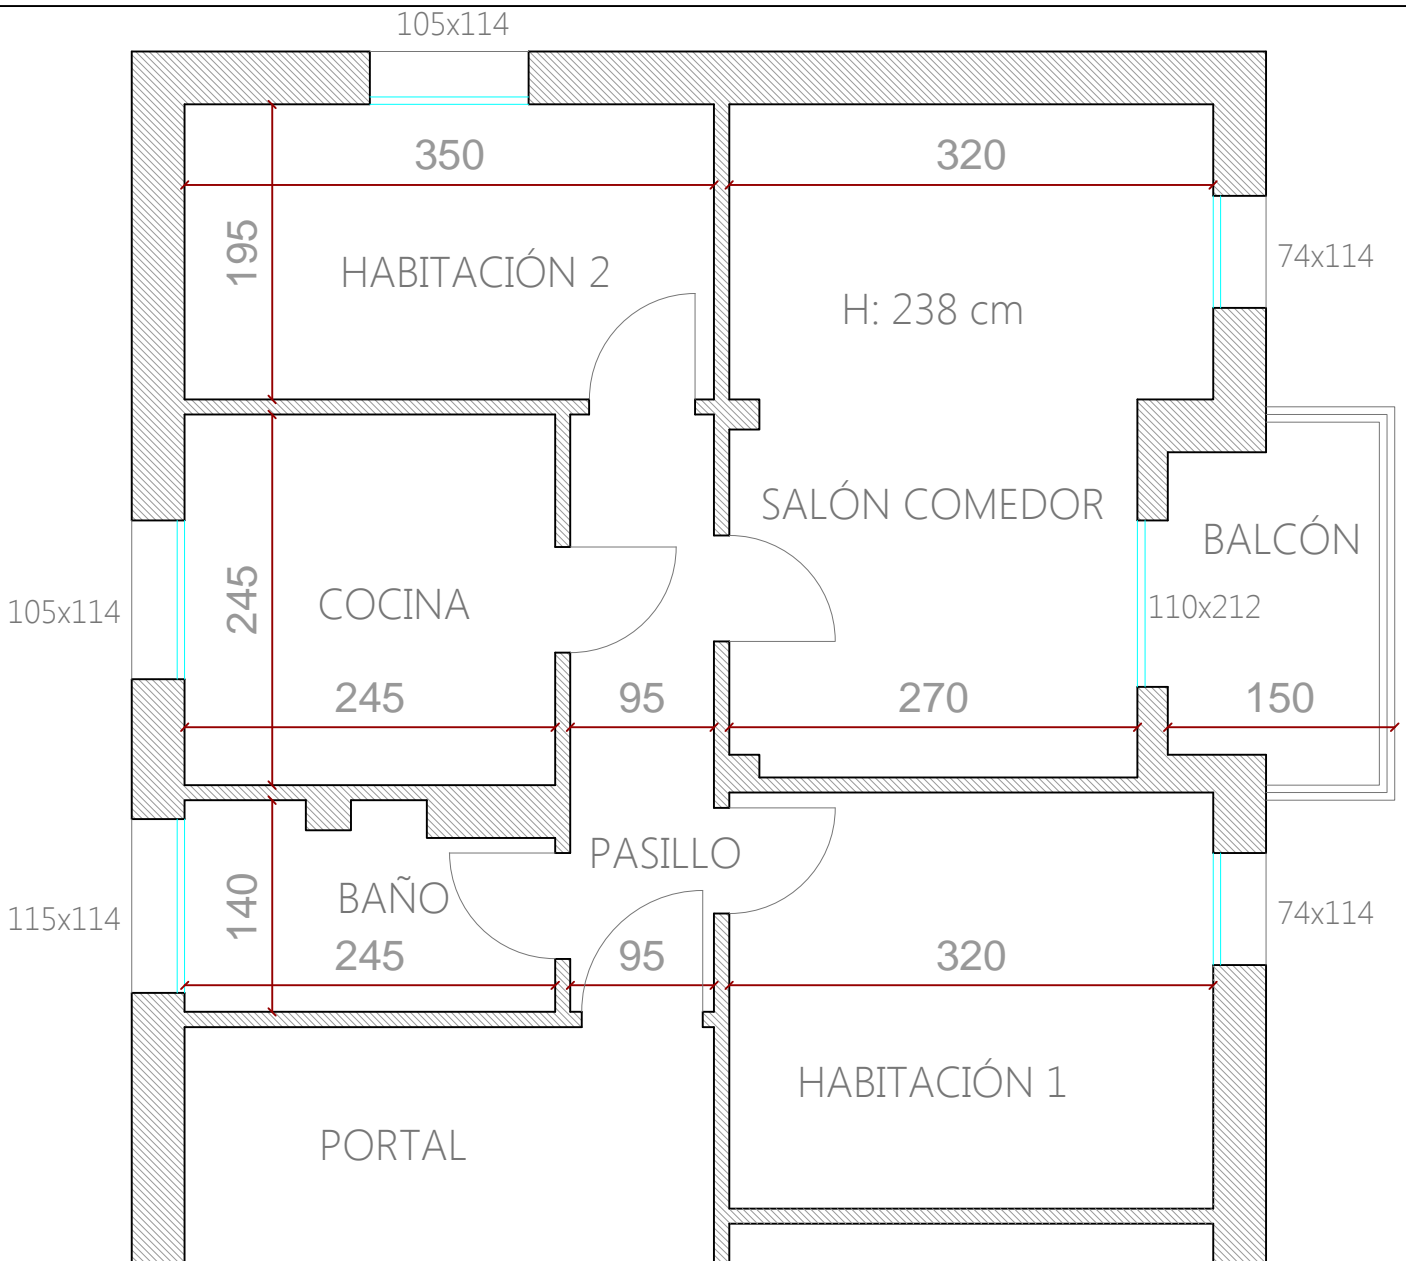 105x114
350
320
195
HABITACIÓN 2
74x114
H: 238 cm
SALÓN COMEDOR
BALCÓN
245
COCINA
105x114
110x212
245
95
270
150
PASILLO
BAÑO
140
115x114
74x114
245
95
320
HABITACIÓN 1
PORTAL